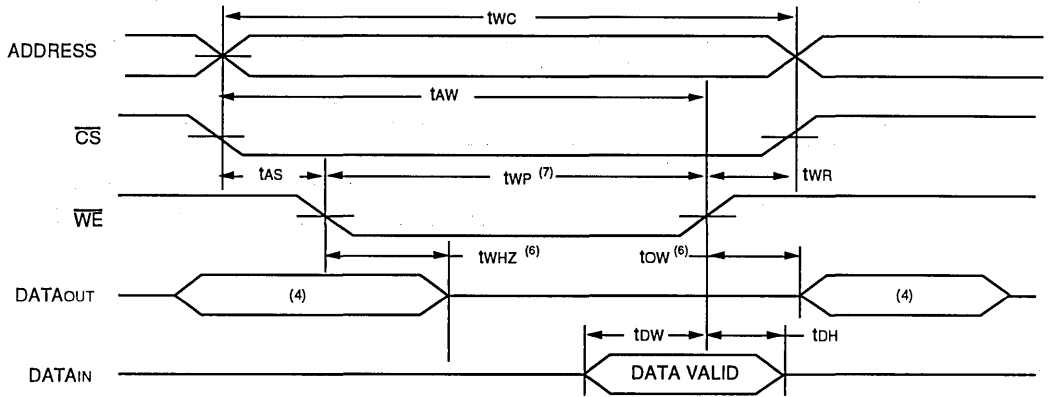 tWC
ADDRESS
tAW
CS
tAS
tWP (7)
tWR
WE
tWHZ (6)
tOW (6)
DATAOUT
(4)
(4)
tDW
tDH
DATAIN
DATA VALID